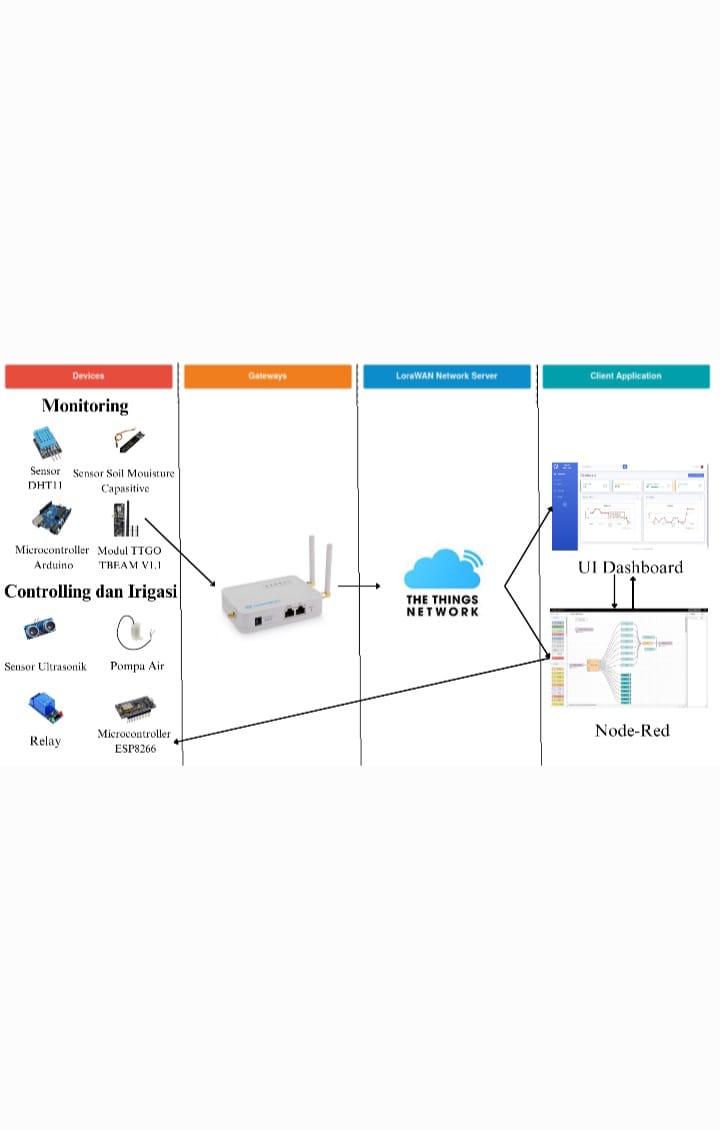 Devices
Gateways
LoraWAN Network Server
Client Application
Monitoring
Sensor
DHT11
Sensor Soil Mouisture
Capasitive
Microcontroller
Arduino
Modul TTGO
TBEAM V1.1
Controlling dan Irigasi
Sensor Ultrasonik
Pompa Air
Relay
Microcontroller
ESP8266
THE THINGS
NETWORK
UI Dashboard
Node-Red